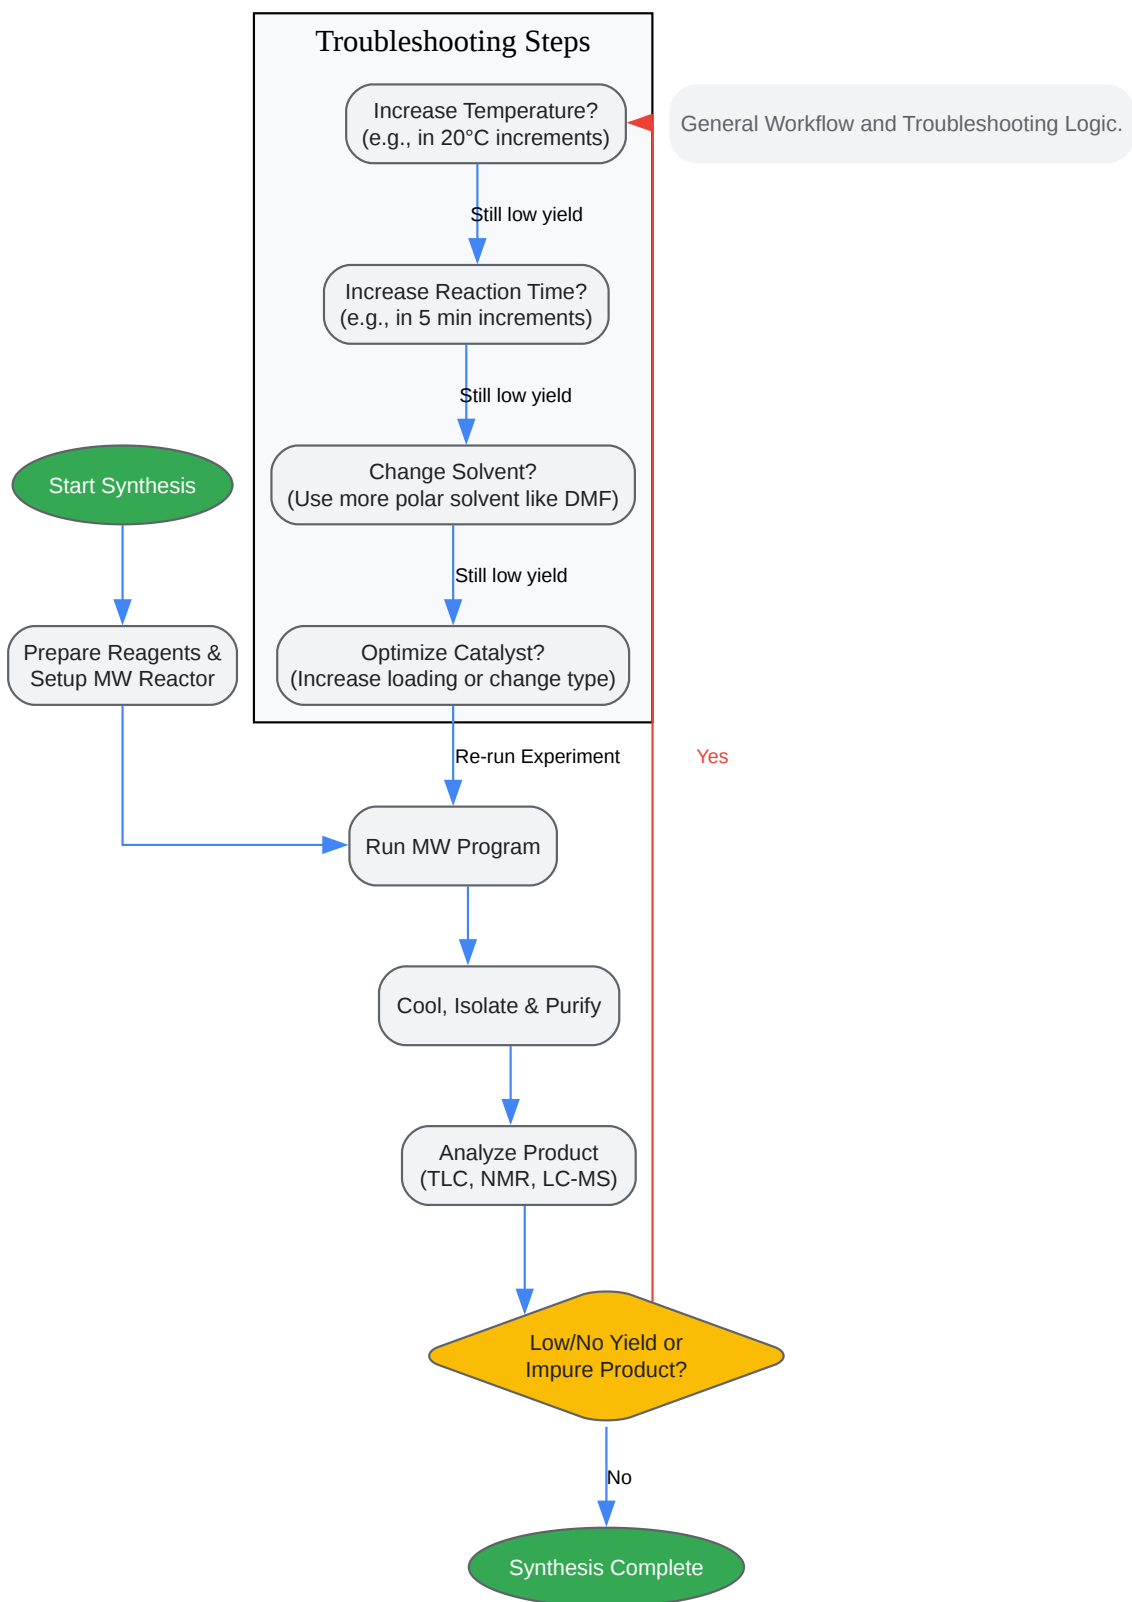 Troubleshooting Steps
Increase Temperature?
(e.g., in 20°C increments)
General Workflow and Troubleshooting Logic.
Still low yield
Increase Reaction Time?
(e.g., in 5 min increments)
Still low yield
Change Solvent?
(Use more polar solvent like DMF)
Start Synthesis
Still low yield
Optimize Catalyst?
(Increase loading or change type)
Prepare Reagents &
Setup MW Reactor
Re-run Experiment
Yes
Run MW Program
Cool, Isolate & Purify
Analyze Product
(TLC, NMR, LC-MS)
Low/No Yield or
Impure Product?
No
Synthesis Complete